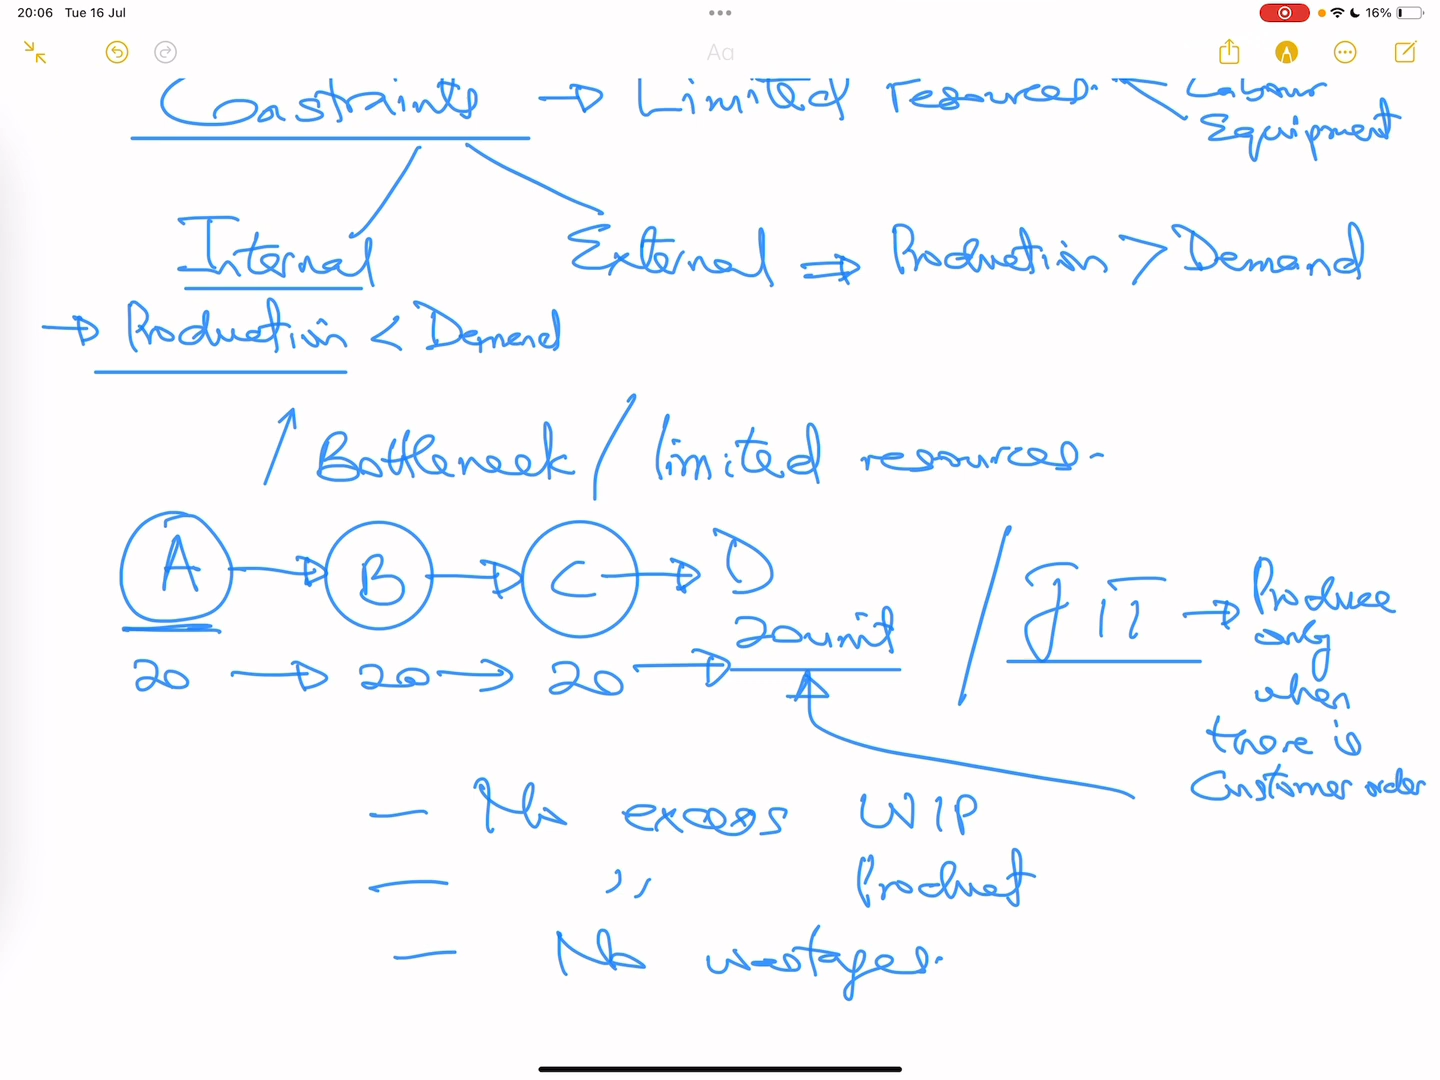 20:06 Tue 16 Jul
16%
Aa
Constraints → Limited resources. Labour
Equipment
Internal
External ⇒ Production > Demand
→ Production < Demand
Bottleneck / limited resources.
A → B → C → D
20 → 20 → 20 → 20 unit
/ JIT → Produce
only
when
there is
Customer order
— No excess WIP
— ,, Product
— No wastages.